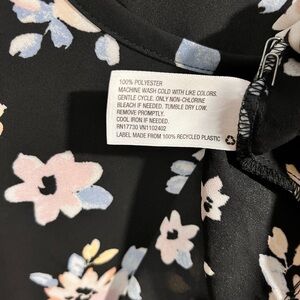 100% POLYESTER
MACHINE WASH COLD WITH LIKE COLORS,
GENTLE CYCLE. ONLY NON-CHLORINE
BLEACH IF NEEDED. TUMBLE DRY LOW.
REMOVE PROMPTLY.
COOL IRON IF NEEDED.
RN17730 VN1102402
LABEL MADE FROM 100% RECYCLED PLASTIC